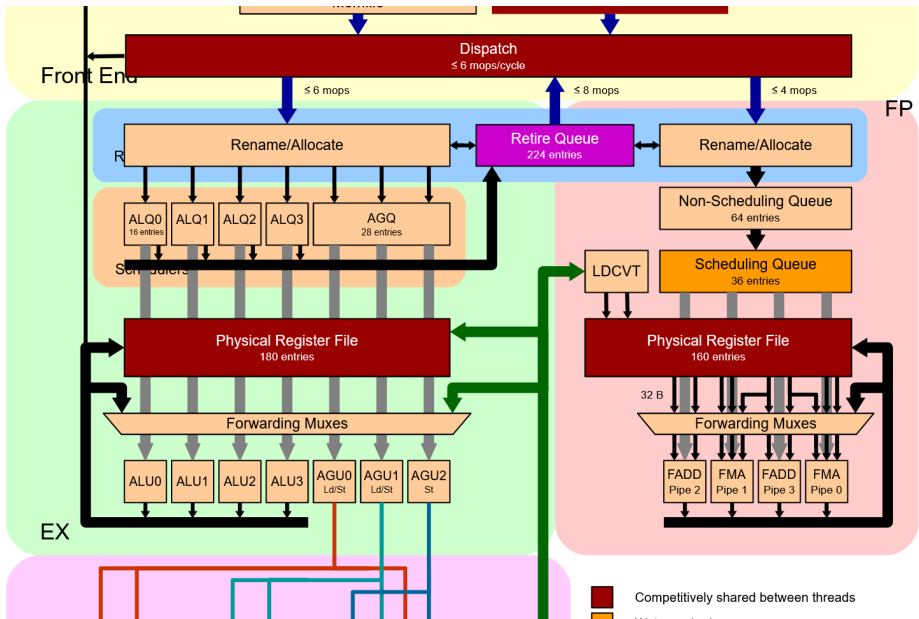 Dispatch
≤ 6 mops/cycle
Front End
≤ 6 mops
≤ 8 mops
≤ 4 mops
FP
Rename/Allocate
Retire Queue
224 entries
Rename/Allocate
Non-Scheduling Queue
64 entries
ALQ0
16 entries
ALQ1
ALQ2
ALQ3
AGQ
28 entries
Schedulers
LDCVT
Scheduling Queue
36 entries
Physical Register File
180 entries
Physical Register File
160 entries
32 B
Forwarding Muxes
Forwarding Muxes
ALU0
ALU1
ALU2
ALU3
AGU0
Ld/St
AGU1
Ld/St
AGU2
St
FADD
Pipe 2
FMA
Pipe 1
FADD
Pipe 3
FMA
Pipe 0
EX
Competitively shared between threads